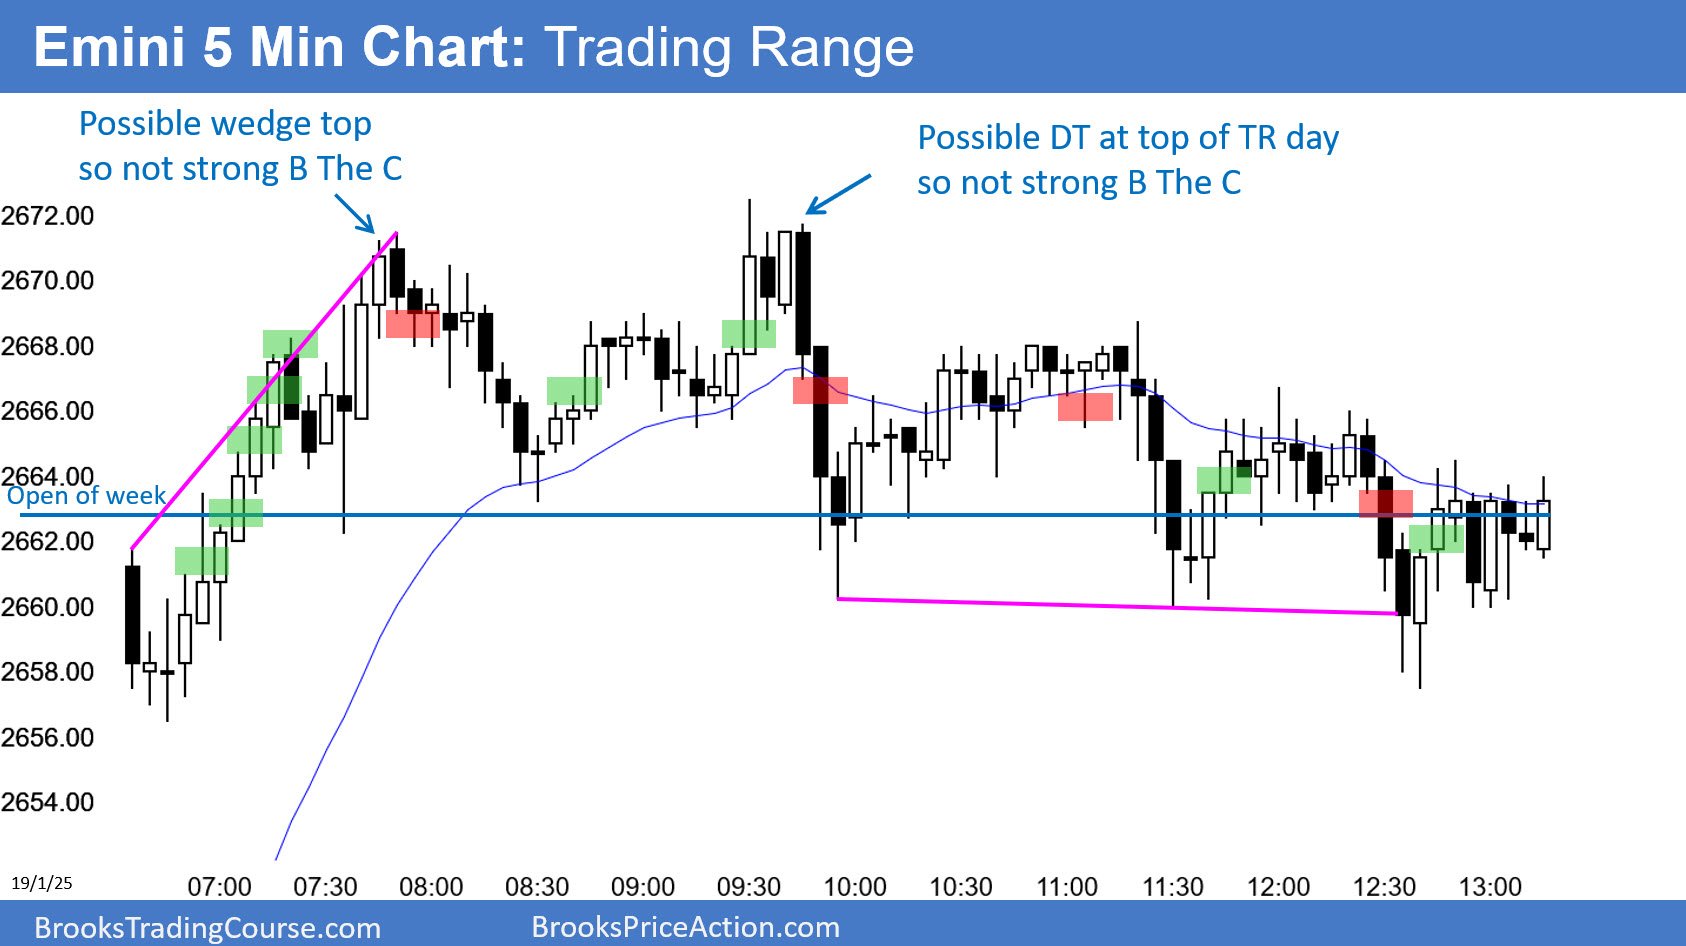 Emini 5 Min Chart: Trading Range
Possible wedge top
so not strong B The C
Possible DT at top of TR day
so not strong B The C
2672.00
2670.00
2668.00
2666.00
2664.00
Open of week
2662.00
2660.00
2658.00
2656.00
2654.00
19/1/25
07:00 07:30 08:00 08:30 09:00 09:30 10:00 10:30 11:00 11:30 12:00 12:30 13:00
BrooksTradingCourse.com
BrooksPriceAction.com